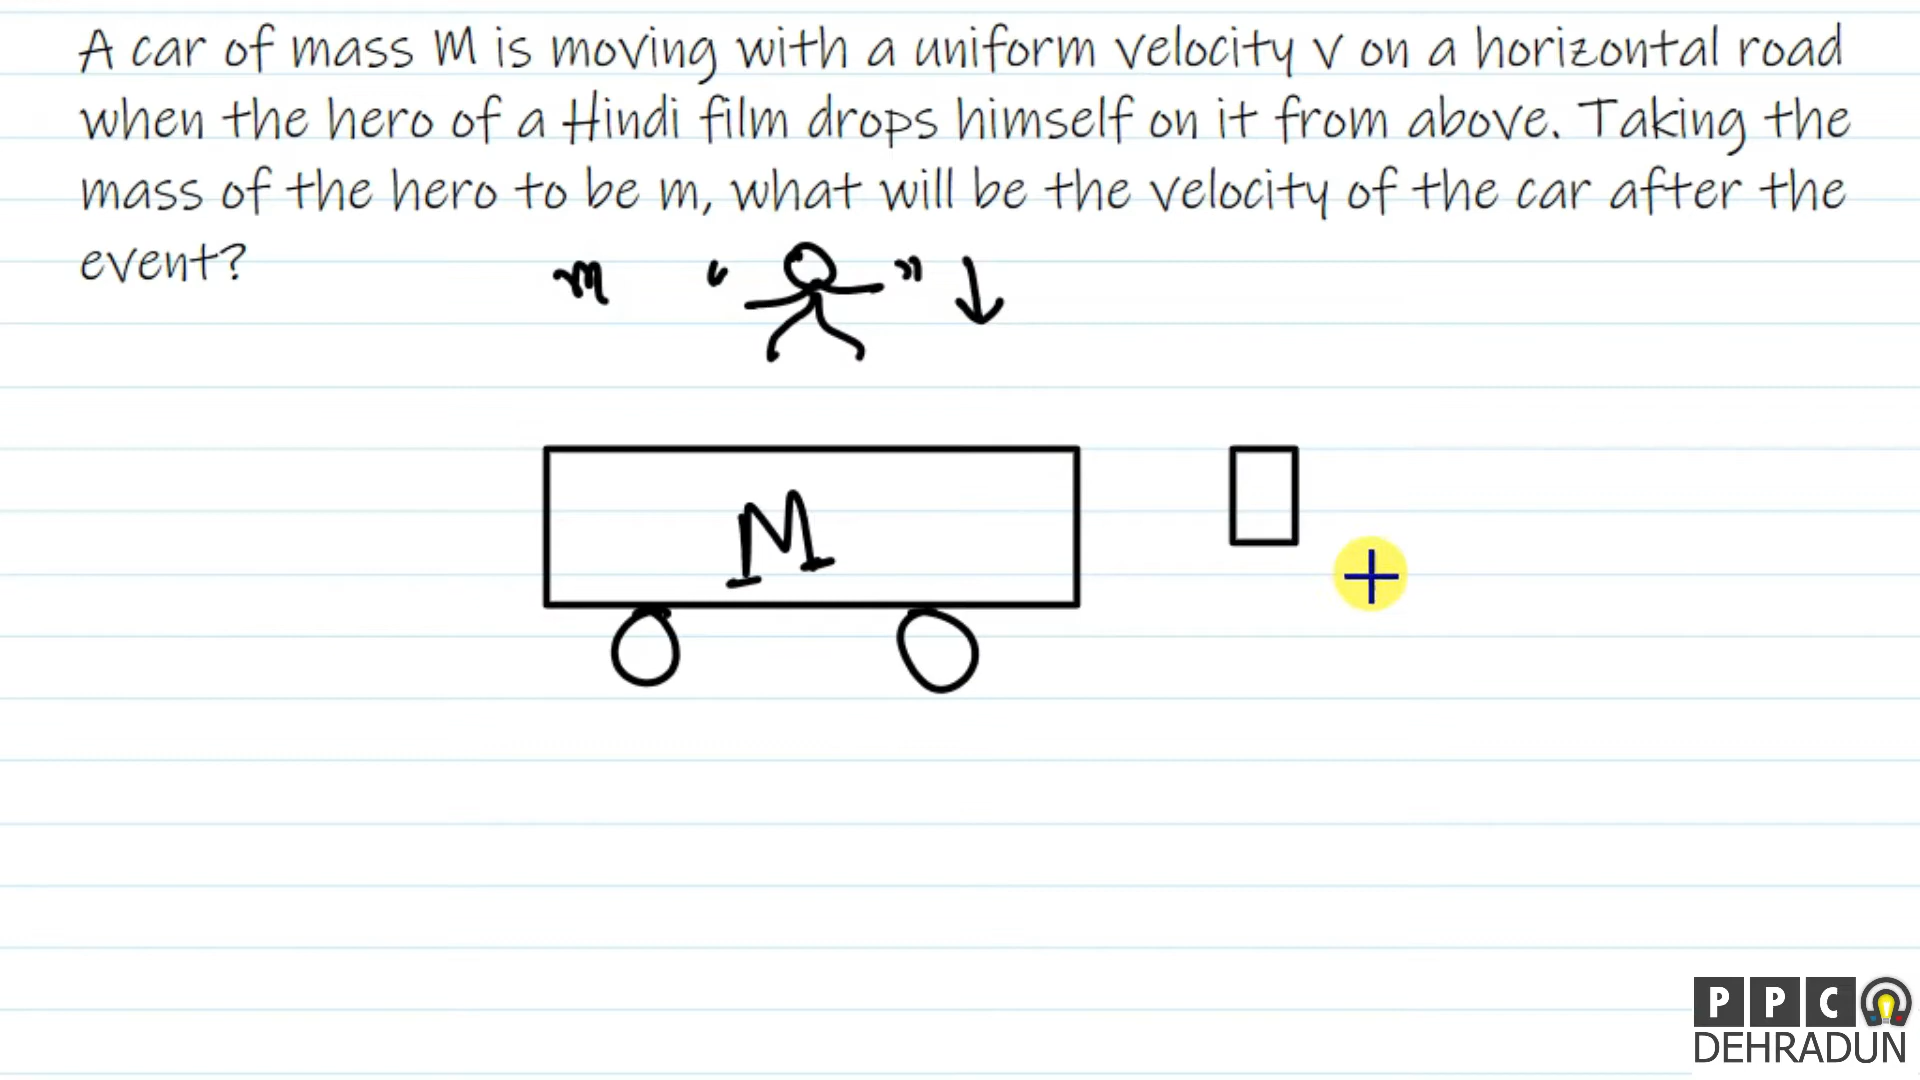 A car of mass M is moving with a uniform velocity v on a horizontal road
when the hero of a Hindi film drops himself on it from above. Taking the
mass of the hero to be m, what will be the velocity of the car after the
event?
m " "
M
PPC
DEHRADUN